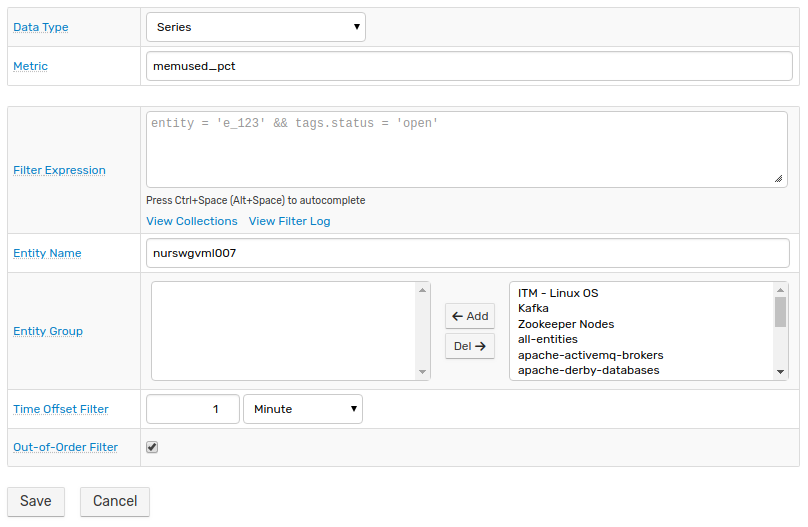 Data Type
Series
Metric
memused_pct
Filter Expression
entity = 'e_123' && tags.status = 'open'
Press Ctrl+Space (Alt+Space) to autocomplete
View Collections View Filter Log
Entity Name
nurswgvml007
Entity Group
← Add
Del →
ITM - Linux OS
Kafka
Zookeeper Nodes
all-entities
apache-activemq-brokers
apache-derby-databases
Time Offset Filter
1 Minute
Out-of-Order Filter
Save Cancel